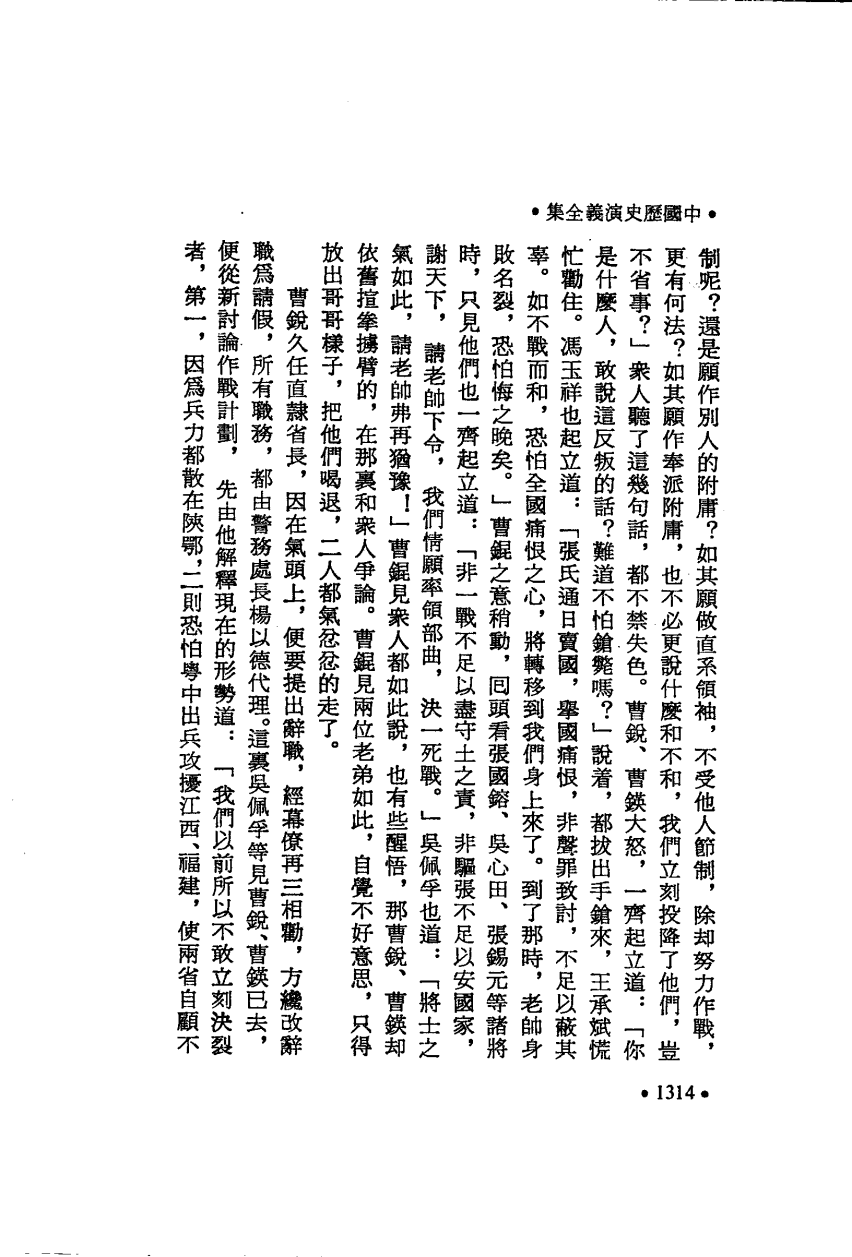 •中國歷史演義全集•
制呢？還是願作別人的附庸？如其願做直系領袖，不受他人節制，除却努力作戰，
更有何法？如其願作奉派附庸，也不必更說什麼和不和，我們立刻投降了他們，豈
不省事？」衆人聽了這幾句話，都不禁失色。曹銳、曹鍈大怒，一齊起立道：「你
是什麼人，敢說這反叛的話？難道不怕鎗斃嗎？」說着，都拔出手鎗來，王承斌慌
忙勸住。馮玉祥也起立道：「張氏通日賣國，舉國痛恨，非聲罪致討，不足以蔽其
辜。如不戰而和，恐怕全國痛恨之心，將轉移到我們身上來了。到了那時，老帥身
敗名裂，恐怕悔之晚矣。」曹錕之意稍動，囘頭看張國鎔、吳心田、張錫元等諸將
時，只見他們也一齊起立道：「非一戰不足以盡守土之責，非驅張不足以安國家，
謝天下，請老帥下令，我們情願率領部曲，決一死戰。」吳佩孚也道：「將士之
氣如此，請老帥弗再猶豫！」曹錕見衆人都如此說，也有些醒悟，那曹銳、曹鍈却
依舊揎拳擄臂的，在那裏和衆人爭論。曹錕見兩位老弟如此，自覺不好意思，只得
放出哥哥樣子，把他們喝退，二人都氣忿忿的走了。
曹銳久任直隸省長，因在氣頭上，便要提出辭職，經幕僚再三相勸，方纔改辭
職爲請假，所有職務，都由警務處長楊以德代理。這裏吳佩孚等見曹銳、曹鍈已去，
便從新討論作戰計劃，先由他解釋現在的形勢道：「我們以前所以不敢立刻決裂
者，第一，因爲兵力都散在陝鄂，二則恐怕粵中出兵攻擾江西、福建，使兩省自顧不
•1314•